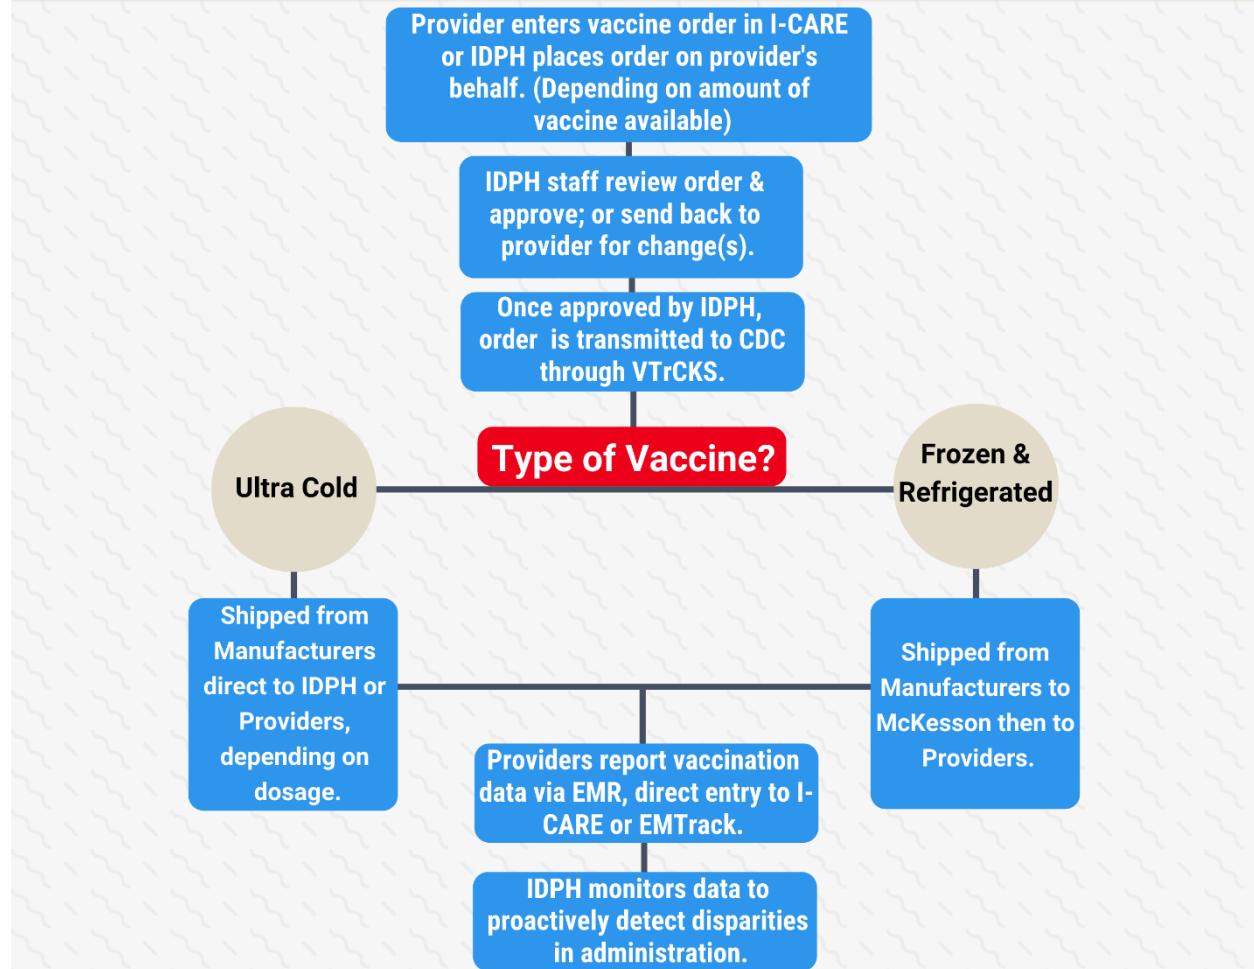 Provider enters vaccine order in I-CARE
or IDPH places order on provider's
behalf. (Depending on amount of
vaccine available)
IDPH staff review order &
approve; or send back to
provider for change(s).
Once approved by IDPH,
order is transmitted to CDC
through VTrCKS.
Type of Vaccine?
Ultra Cold
Frozen &
Refrigerated
Shipped from
Manufacturers
direct to IDPH or
Providers,
depending on
dosage.
Shipped from
Manufacturers to
McKesson then to
Providers.
Providers report vaccination
data via EMR, direct entry to I-
CARE or EMTrack.
IDPH monitors data to
proactively detect disparities
in administration.